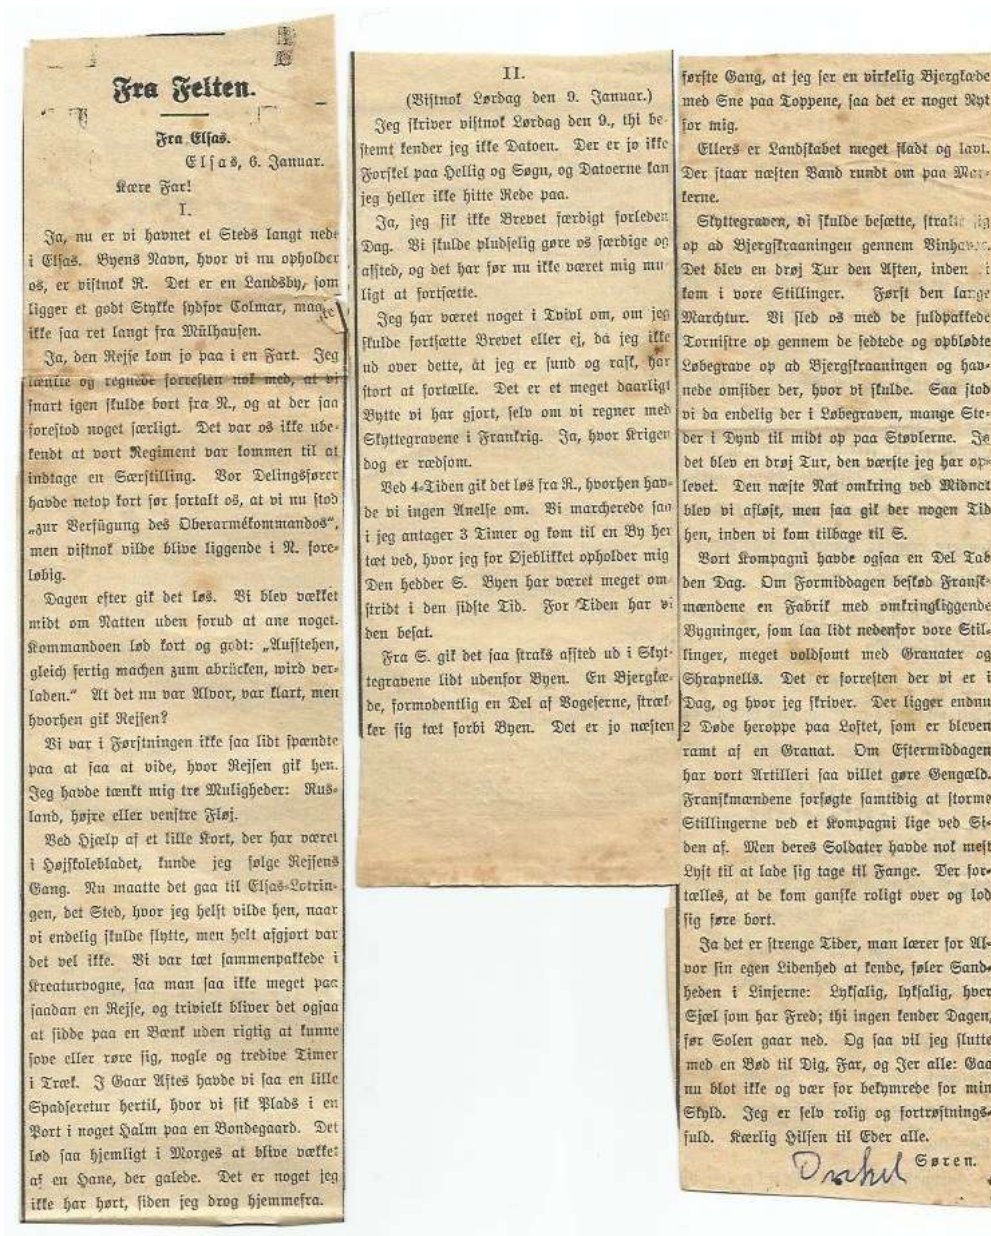 Fra Felten.
Fra Elsas.
Elsas, 6. Januar.
Kære Far!
I.
Ja, nu er vi havnet et Steds langt nede
i Elsas. Byens Navn, hvor vi nu opholder
os, er vistnok R. Det er en Landsby, som
ligger et godt Stykke sydfor Colmar, maaske
ikke saa ret langt fra Mülhausen.
Ja, den Rejse kom jo paa i en Fart. Jeg
tænkte og regnede forresten nok med, at vi
snart igen skulde bort fra N., og at der saa
forestod noget særligt. Det var os ikke ube-
kendt at vort Regiment var kommen til at
indtage en Særstilling. Vor Delingsfører
havde netop kort før fortalt os, at vi nu stod
„zur Verfügung des Oberarmékommandos“,
men vistnok vilde blive liggende i N. fore-
løbig.
Dagen efter gik det løs. Vi blev vækket
midt om Natten uden forud at ane noget.
Kommandoen lød kort og godt: „Aufstehen,
gleich fertig machen zum abrücken, wird ver-
laden.“ At det nu var Alvor, var klart, men
hvorhen gik Rejsen?
Vi var i Førstningen ikke saa lidt spændte
paa at faa at vide, hvor Rejsen gik hen.
Jeg havde tænkt mig tre Muligheder: Rus-
land, højre eller venstre Fløj.
Ved Hjælp af et lille Kort, der har været
i Højskolebladet, kunde jeg følge Rejsens
Gang. Nu maatte det gaa til Elsas-Lotrin-
gen, det Sted, hvor jeg helst vilde hen, naar
vi endelig skulde flytte, men helt afgjort var
det vel ikke. Vi var tæt sammenpakkede i
Kreaturvogne, saa man saa ikke meget paa
saadan en Rejse, og trivielt bliver det ogsaa
at sidde paa en Bænk uden rigtig at kunne
sove eller røre sig, nogle og tredive Timer
i Træk. I Gaar Aftes havde vi saa en lille
Spadseretur hertil, hvor vi fik Plads i en
Port i noget Halm paa en Bondegaard. Det
lød saa hjemligt i Morges at blive vækket
af en Hane, der galede. Det er noget jeg
ikke har hørt, siden jeg drog hjemmefra.
II.
(Vistnok Lørdag den 9. Januar.)
Jeg skriver vistnok Lørdag den 9., thi be-
stemt kender jeg ikke Datoen. Der er jo ikke
Forskel paa Hellig og Søgn, og Datoerne kan
jeg heller ikke hitte Rede paa.
Ja, jeg fik ikke Brevet færdigt forleden
Dag. Vi skulde pludselig gøre os færdige og
afsted, og det har før nu ikke været mig mu-
ligt at fortsætte.
Jeg har været noget i Tvivl om, om jeg
skulde fortsætte Brevet eller ej, da jeg ikke
ud over dette, at jeg er sund og rask, har
stort at fortælle. Det er et meget daarligt
Bytte vi har gjort, selv om vi regner med
Skyttegravene i Frankrig. Ja, hvor Krigen
dog er rædsom.
Ved 4-Tiden gik det løs fra R., hvorhen hav-
de vi ingen Anelse om. Vi marcherede saa
i jeg antager 3 Timer og kom til en By her
tæt ved, hvor jeg for Øjeblikket opholder mig
Den hedder S. Byen har været meget om-
stridt i den sidste Tid. For Tiden har vi
den besat.
Fra S. gik det saa straks afsted ud i Skyt-
tegravene lidt udenfor Byen. En Bjergkæ-
de, formodentlig en Del af Vogeserne, stræk-
ker sig tæt forbi Byen. Det er jo næsten
første Gang, at jeg ser en virkelig Bjergkæde
med Sne paa Toppene, saa det er noget Nyt
for mig.
Ellers er Landskabet meget fladt og lavt.
Der staar næsten Vand rundt om paa Mar-
kerne.
Skyttegraven, vi skulde besætte, strakte sig
op ad Bjergskraaningen gennem Vinhaver.
Det blev en drøj Tur den Aften, inden vi
kom i vore Stillinger. Først den lange
Marchtur. Vi sled os med de fuldpakkede
Tornistre op gennem de fedtede og opblødte
Løbegrave op ad Bjergskraaningen og hav-
nede omsider der, hvor vi skulde. Saa stod
vi da endelig der i Løbegraven, mange Ste-
der i Dynd til midt op paa Støvlerne. Ja
det blev en drøj Tur, den værste jeg har op-
levet. Den næste Nat omkring ved Midnat
blev vi afløst, men saa gik der nogen Tid
hen, inden vi kom tilbage til S.
Vort Kompagni havde ogsaa en Del Tab
den Dag. Om Formiddagen beskød Fransk-
mændene en Fabrik med omkringliggende
Bygninger, som laa lidt nedenfor vore Stil-
linger, meget voldsomt med Granater og
Shrapnells. Det er forresten der vi er i
Dag, og hvor jeg skriver. Der ligger endnu
2 Døde heroppe paa Loftet, som er bleven
ramt af en Granat. Om Eftermiddagen
har vort Artilleri saa villet gøre Gengæld.
Franskmændene forsøgte samtidig at storme
Stillingerne ved et Kompagni lige ved Si-
den af. Men deres Soldater havde nok mest
Lyst til at lade sig tage til Fange. Der for-
tælles, at de kom ganske roligt over og lod
sig føre bort.
Ja det er strenge Tider, man lærer for Al-
vor sin egen Lidenhed at kende, føler Sand-
heden i Linjerne: Lyksalig, lyksalig, hver
Sjæl som har Fred; thi ingen kender Dagen,
før Solen gaar ned. Og saa vil jeg slutte
med en Bød til Dig, Far, og Jer alle: Gaa
nu blot ikke og vær for bekymrede for min
Skyld. Jeg er selv rolig og fortrøstnings-
fuld. Kærlig Hilsen til Eder alle.
Søren.